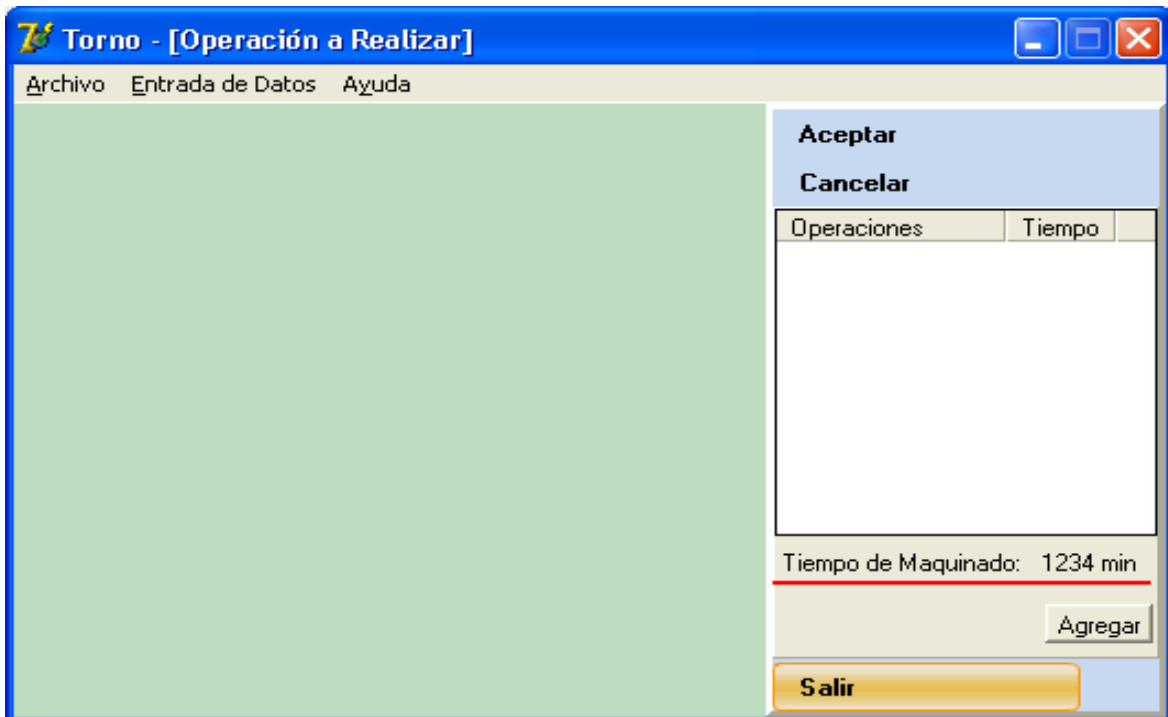 Torno - [Operación a Realizar]
Archivo Entrada de Datos Ayuda
Aceptar
Cancelar
Operaciones Tiempo
Tiempo de Maquinado: 1234 min
Agregar
Salir